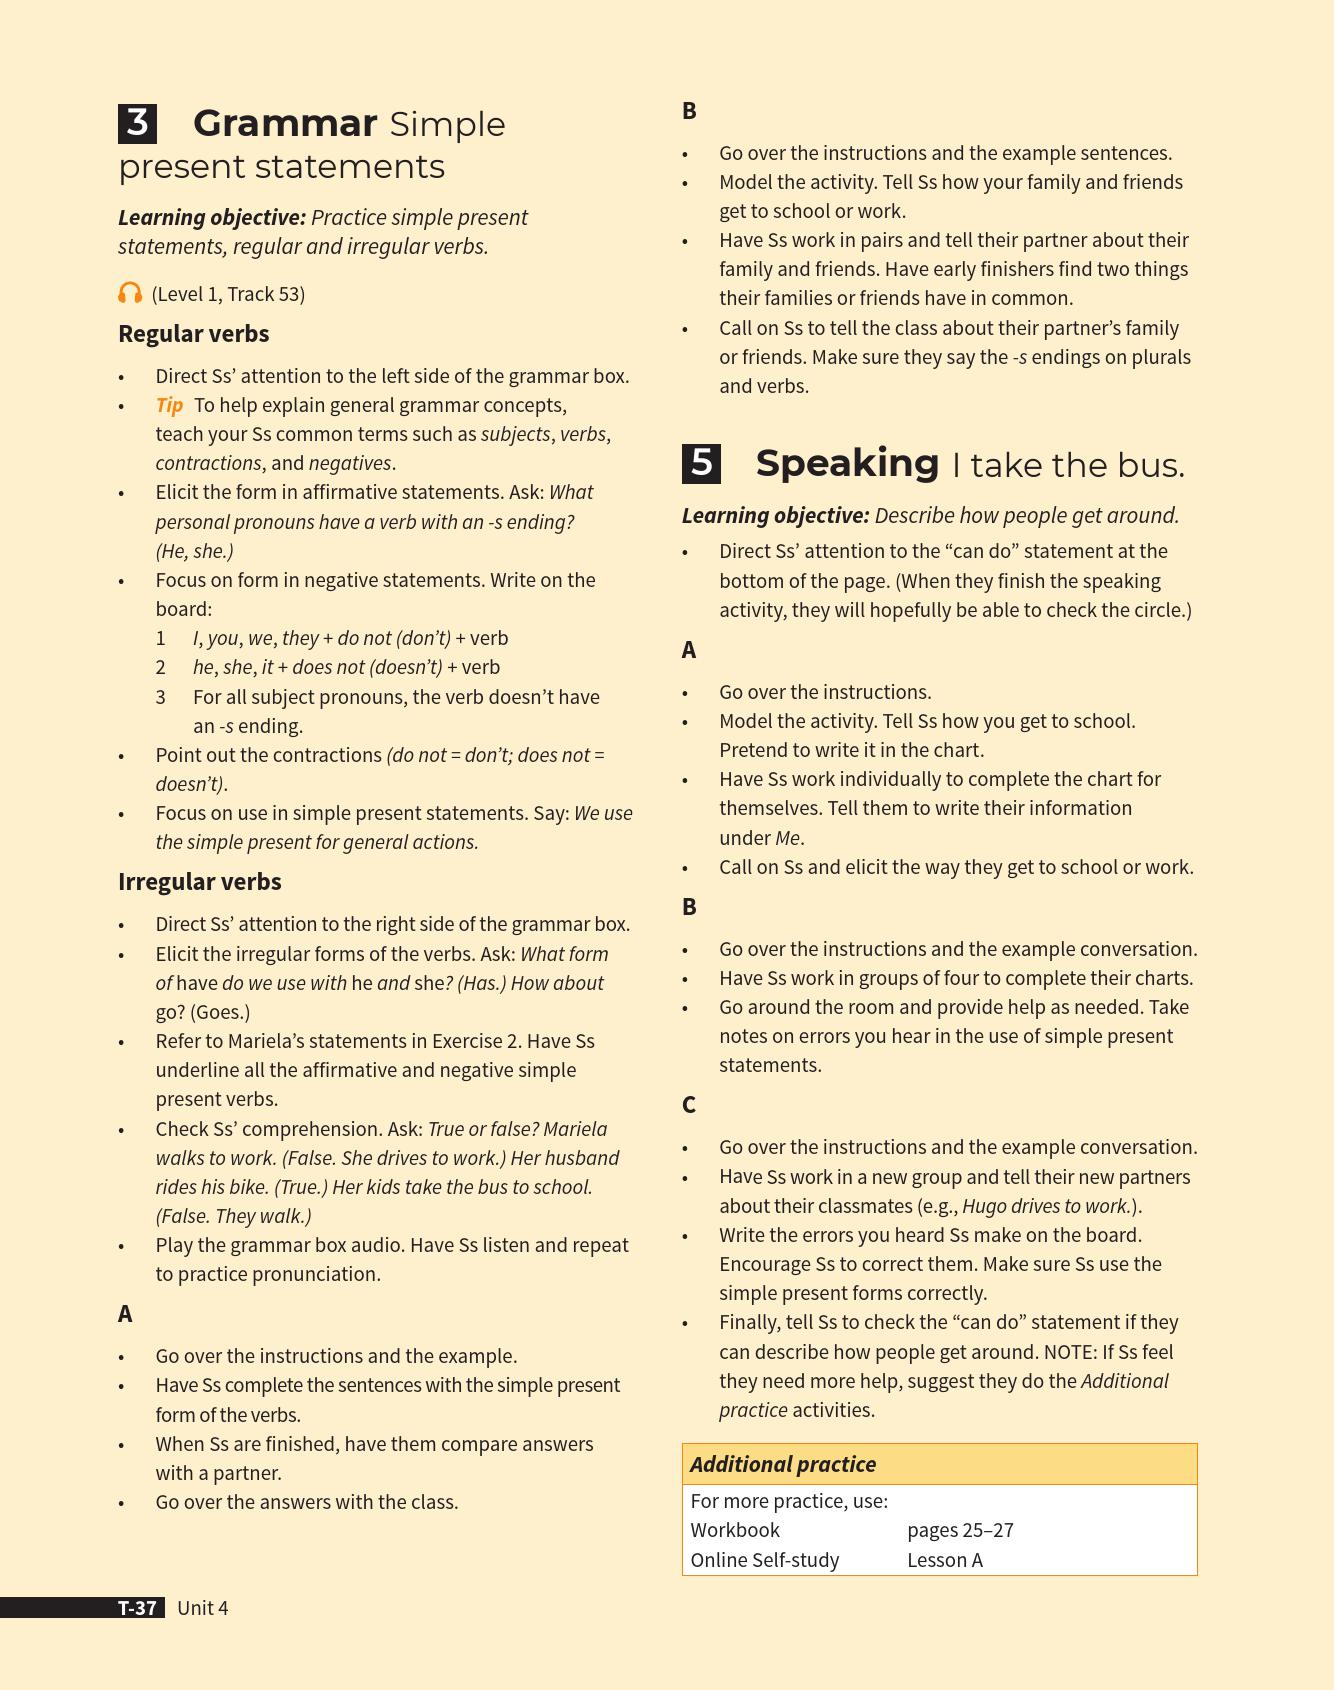 3 Grammar Simple
present statements
Learning objective: Practice simple present
statements, regular and irregular verbs.
(Level 1, Track 53)
Regular verbs
• Direct Ss’ attention to the left side of the grammar box.
• Tip To help explain general grammar concepts,
teach your Ss common terms such as subjects, verbs,
contractions, and negatives.
• Elicit the form in affirmative statements. Ask: What
personal pronouns have a verb with an -s ending?
(He, she.)
• Focus on form in negative statements. Write on the
board:
1 I, you, we, they + do not (don’t) + verb
2 he, she, it + does not (doesn’t) + verb
3 For all subject pronouns, the verb doesn’t have
an -s ending.
• Point out the contractions (do not = don’t; does not =
doesn’t).
• Focus on use in simple present statements. Say: We use
the simple present for general actions.
Irregular verbs
• Direct Ss’ attention to the right side of the grammar box.
• Elicit the irregular forms of the verbs. Ask: What form
of have do we use with he and she? (Has.) How about
go? (Goes.)
• Refer to Mariela’s statements in Exercise 2. Have Ss
underline all the affirmative and negative simple
present verbs.
• Check Ss’ comprehension. Ask: True or false? Mariela
walks to work. (False. She drives to work.) Her husband
rides his bike. (True.) Her kids take the bus to school.
(False. They walk.)
• Play the grammar box audio. Have Ss listen and repeat
to practice pronunciation.
A
• Go over the instructions and the example.
• Have Ss complete the sentences with the simple present
form of the verbs.
• When Ss are finished, have them compare answers
with a partner.
• Go over the answers with the class.
B
• Go over the instructions and the example sentences.
• Model the activity. Tell Ss how your family and friends
get to school or work.
• Have Ss work in pairs and tell their partner about their
family and friends. Have early finishers find two things
their families or friends have in common.
• Call on Ss to tell the class about their partner’s family
or friends. Make sure they say the -s endings on plurals
and verbs.
5 Speaking I take the bus.
Learning objective: Describe how people get around.
• Direct Ss’ attention to the “can do” statement at the
bottom of the page. (When they finish the speaking
activity, they will hopefully be able to check the circle.)
A
• Go over the instructions.
• Model the activity. Tell Ss how you get to school.
Pretend to write it in the chart.
• Have Ss work individually to complete the chart for
themselves. Tell them to write their information
under Me.
• Call on Ss and elicit the way they get to school or work.
B
• Go over the instructions and the example conversation.
• Have Ss work in groups of four to complete their charts.
• Go around the room and provide help as needed. Take
notes on errors you hear in the use of simple present
statements.
C
• Go over the instructions and the example conversation.
• Have Ss work in a new group and tell their new partners
about their classmates (e.g., Hugo drives to work.).
• Write the errors you heard Ss make on the board.
Encourage Ss to correct them. Make sure Ss use the
simple present forms correctly.
• Finally, tell Ss to check the “can do” statement if they
can describe how people get around. NOTE: If Ss feel
they need more help, suggest they do the Additional
practice activities.
Additional practice
For more practice, use:
Workbook pages 25–27
Online Self-study Lesson A
T-37 Unit 4